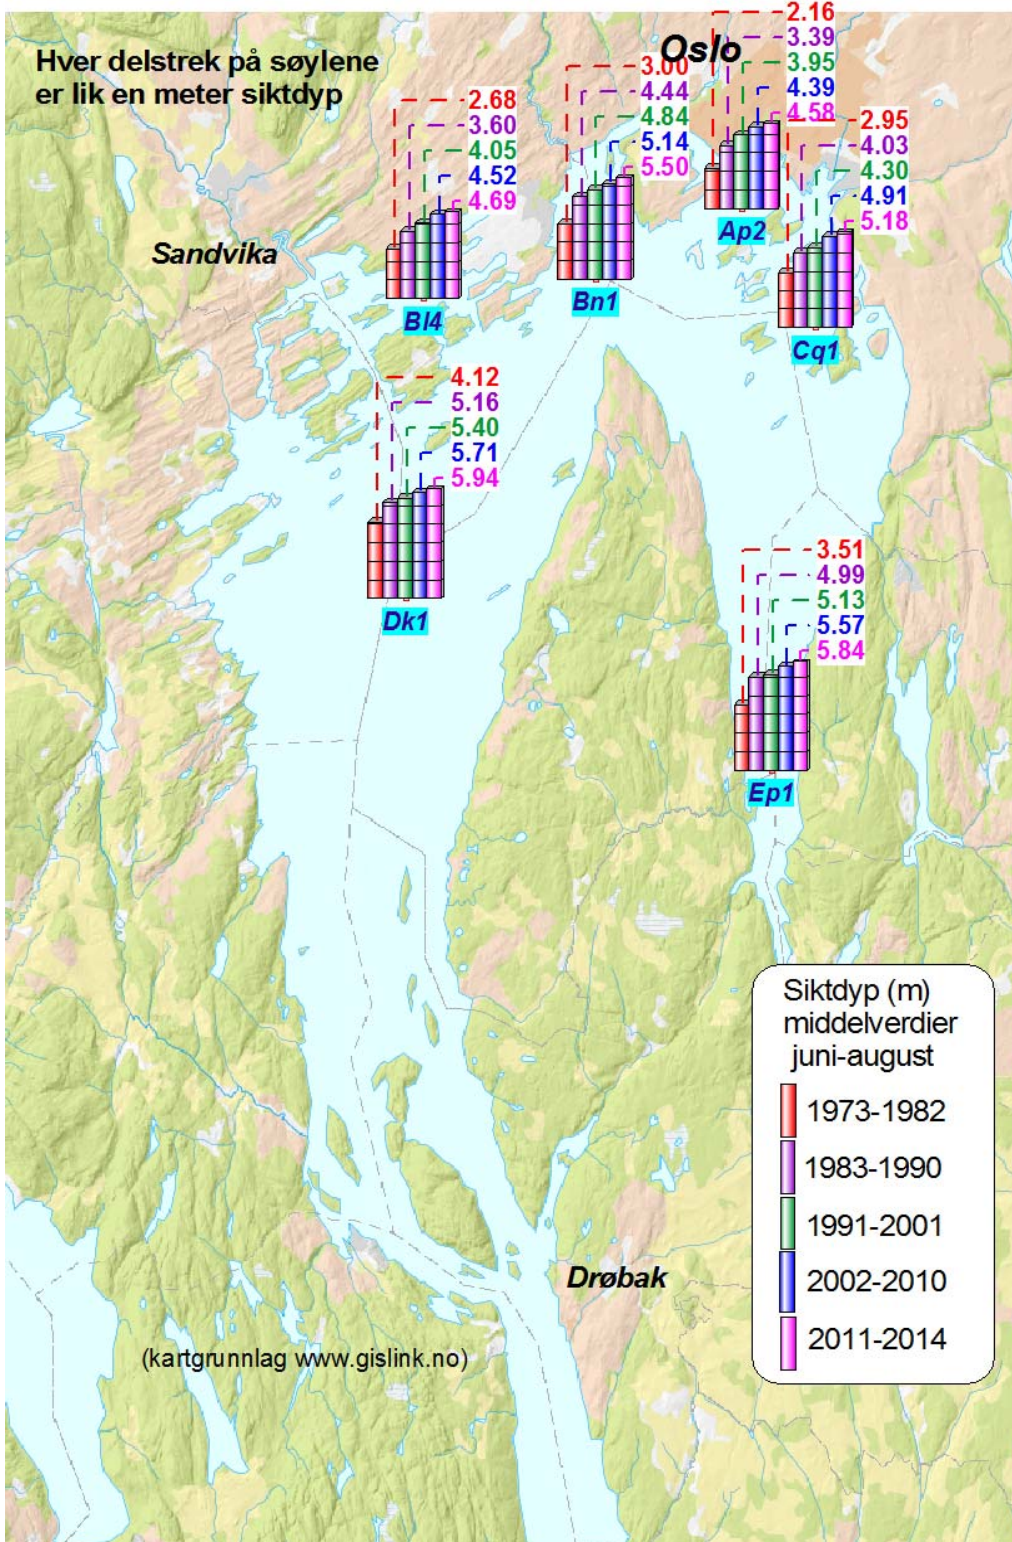 Hver delstrek på søylene
er lik en meter siktdyp
Oslo
2.16
3.39
3.95
4.39
4.58
Ap2
3.00
4.44
4.84
5.14
5.50
Bn1
2.68
3.60
4.05
4.52
4.69
Bl4
2.95
4.03
4.30
4.91
5.18
Cq1
Sandvika
4.12
5.16
5.40
5.71
5.94
Dk1
3.51
4.99
5.13
5.57
5.84
Ep1
Siktdyp (m)
middelverdier
juni-august
1973-1982
1983-1990
1991-2001
2002-2010
2011-2014
Drøbak
(kartgrunnlag www.gislink.no)